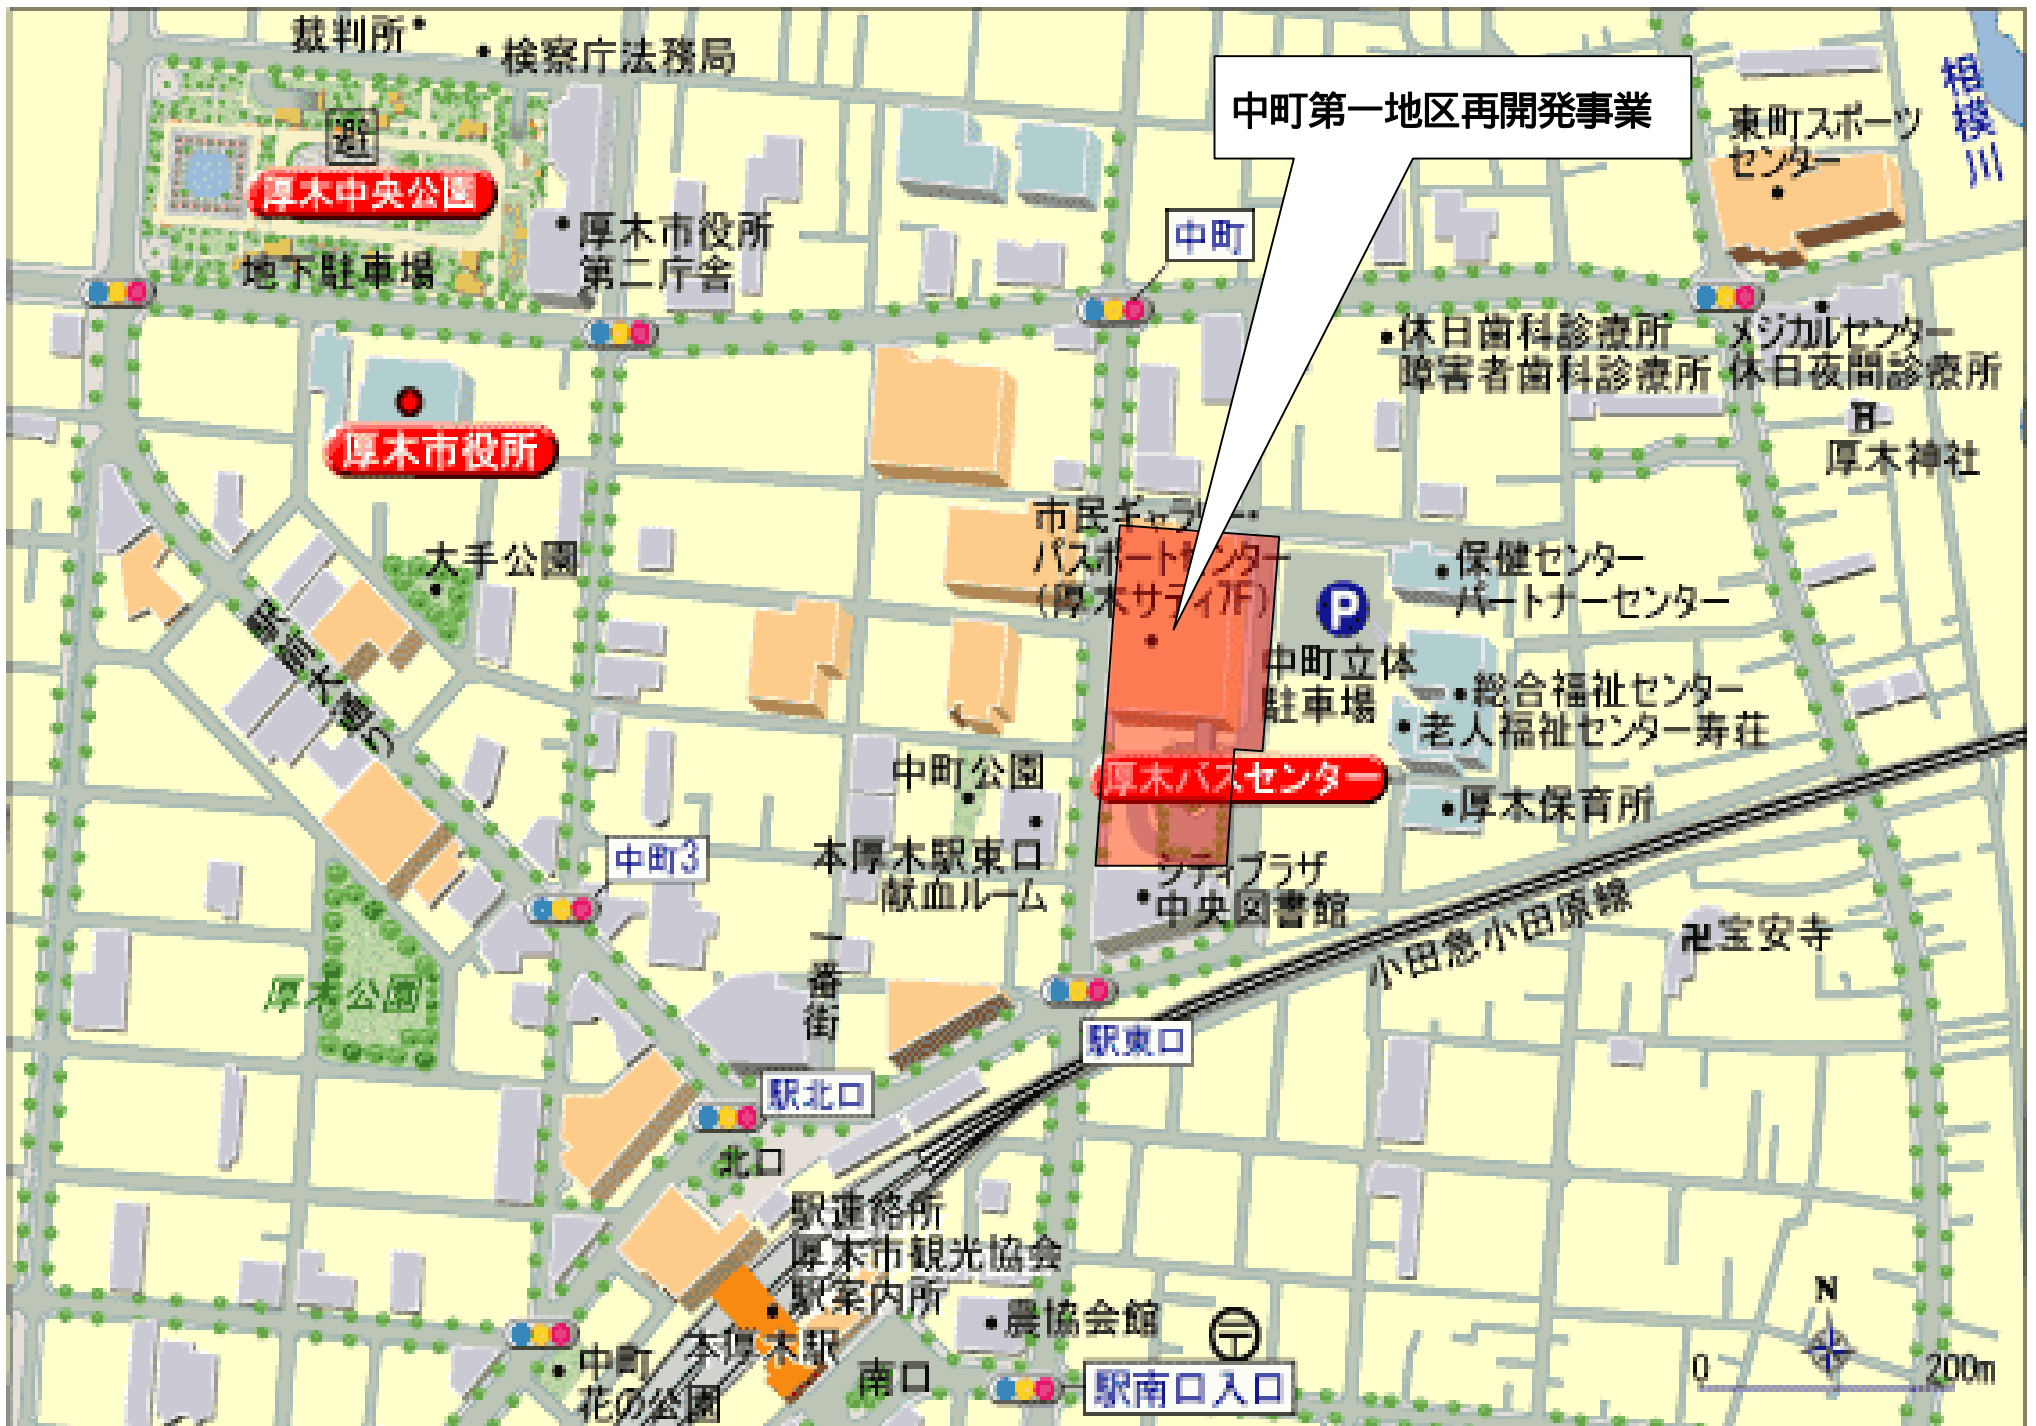 裁判所
検察庁法務局
相模川
中町第一地区再開発事業
東町スポーツ
センター
避
厚木中央公園
厚木市役所
第二庁舎
中町
地下駐車場
休日歯科診療所
障害者歯科診療所
メジカルセンター
休日夜間診療所
厚木市役所
厚木神社
市民ギャラリー・
パスポートセンター
(厚木サティ7F)
大手公園
保健センター
パートナーセンター
P
駅前大通り
中町立体
駐車場
総合福祉センター
老人福祉センター寿荘
中町公園
厚木バスセンター
厚木保育所
中町3
本厚木駅東口
献血ルーム
シティプラザ
中央図書館
小田急小田原線
卍宝安寺
一番街
厚木公園
駅東口
駅北口
北口
駅連絡所
厚木市観光協会
駅案内所
本厚木駅
農協会館
〒
N
0 200m
中町
花の公園
南口
駅南口入口